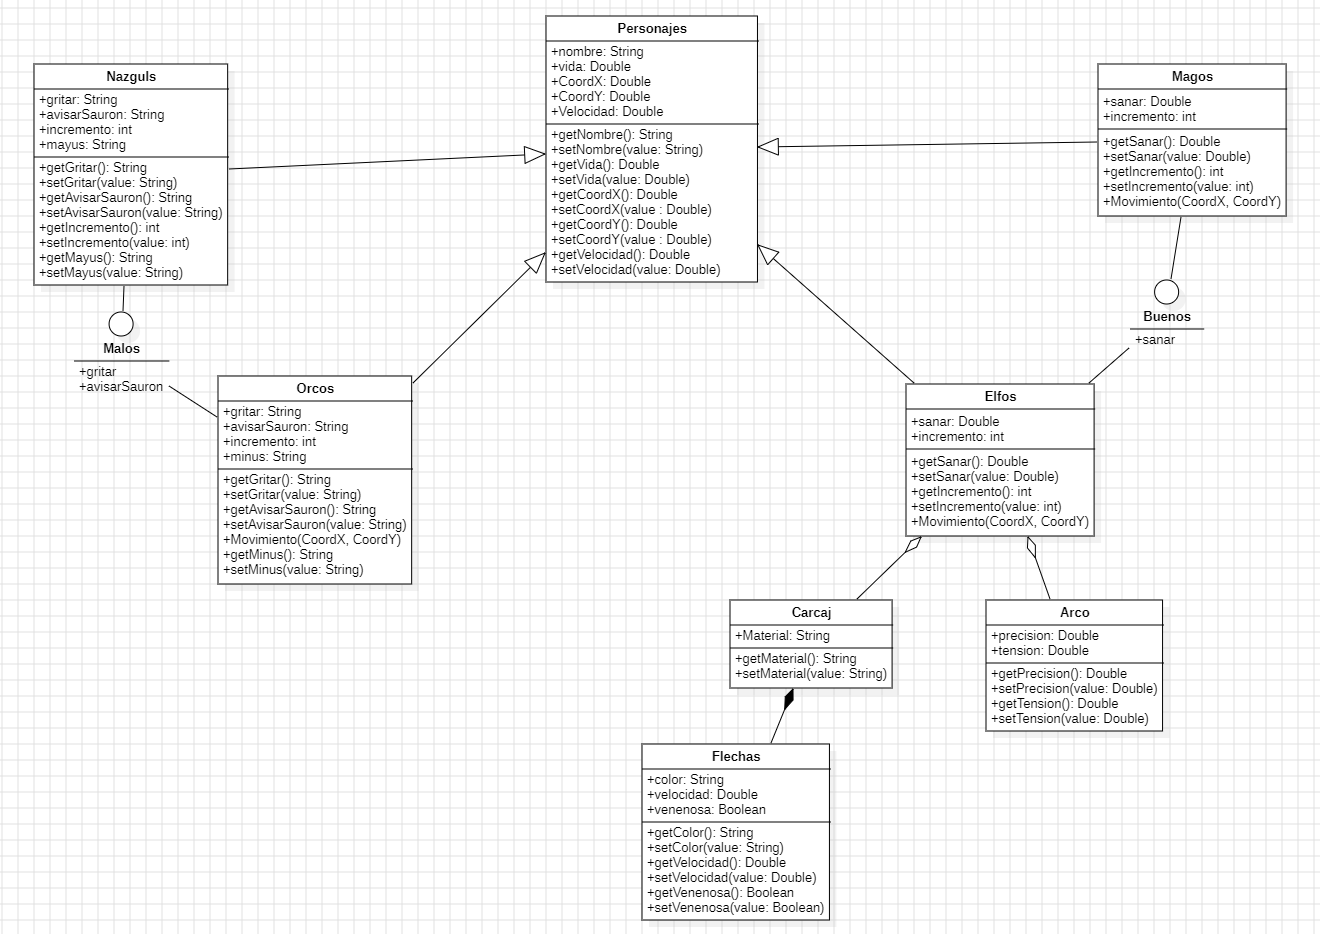 Personajes
+nombre: String
+vida: Double
+CoordX: Double
+CoordY: Double
+Velocidad: Double
+getNombre(): String
+setNombre(value: String)
+getVida(): Double
+setVida(value: Double)
+getCoordX(): Double
+setCoordX(value : Double)
+getCoordY(): Double
+setCoordY(value : Double)
+getVelocidad(): Double
+setVelocidad(value: Double)
Nazguls
+gritar: String
+avisarSauron: String
+incremento: int
+mayus: String
+getGritar(): String
+setGritar(value: String)
+getAvisarSauron(): String
+setAvisarSauron(value: String)
+getIncremento(): int
+setIncremento(value: int)
+getMayus(): String
+setMayus(value: String)
Magos
+sanar: Double
+incremento: int
+getSanar(): Double
+setSanar(value: Double)
+getIncremento(): int
+setIncremento(value: int)
+Movimiento(CoordX, CoordY)
Malos
+gritar
+avisarSauron
Buenos
+sanar
Orcos
+gritar: String
+avisarSauron: String
+incremento: int
+minus: String
+getGritar(): String
+setGritar(value: String)
+getAvisarSauron(): String
+setAvisarSauron(value: String)
+Movimiento(CoordX, CoordY)
+getMinus(): String
+setMinus(value: String)
Elfos
+sanar: Double
+incremento: int
+getSanar(): Double
+setSanar(value: Double)
+getIncremento(): int
+setIncremento(value: int)
+Movimiento(CoordX, CoordY)
Carcaj
+Material: String
+getMaterial(): String
+setMaterial(value: String)
Arco
+precision: Double
+tension: Double
+getPrecision(): Double
+setPrecision(value: Double)
+getTension(): Double
+setTension(value: Double)
Flechas
+color: String
+velocidad: Double
+venenosa: Boolean
+getColor(): String
+setColor(value: String)
+getVelocidad(): Double
+setVelocidad(value: Double)
+getVenenosa(): Boolean
+setVenenosa(value: Boolean)